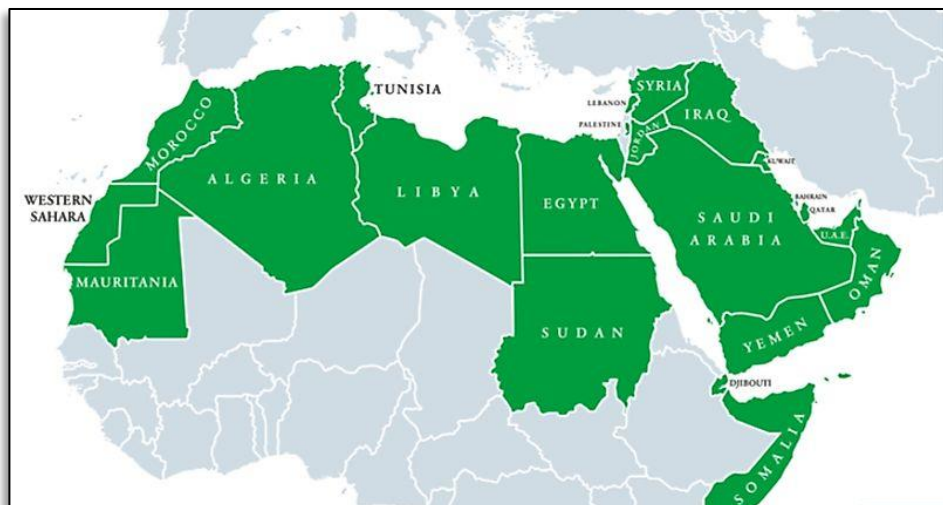 MOROCCO
TUNISIA
ALGERIA
LIBYA
EGYPT
WESTERN
SAHARA
MAURITANIA
SUDAN
LEBANON
SYRIA
PALESTINE
JORDAN
IRAQ
KUWAIT
BAHRAIN
QATAR
SAUDI
ARABIA
U.A.E.
OMAN
YEMEN
DJIBOUTI
SOMALIA